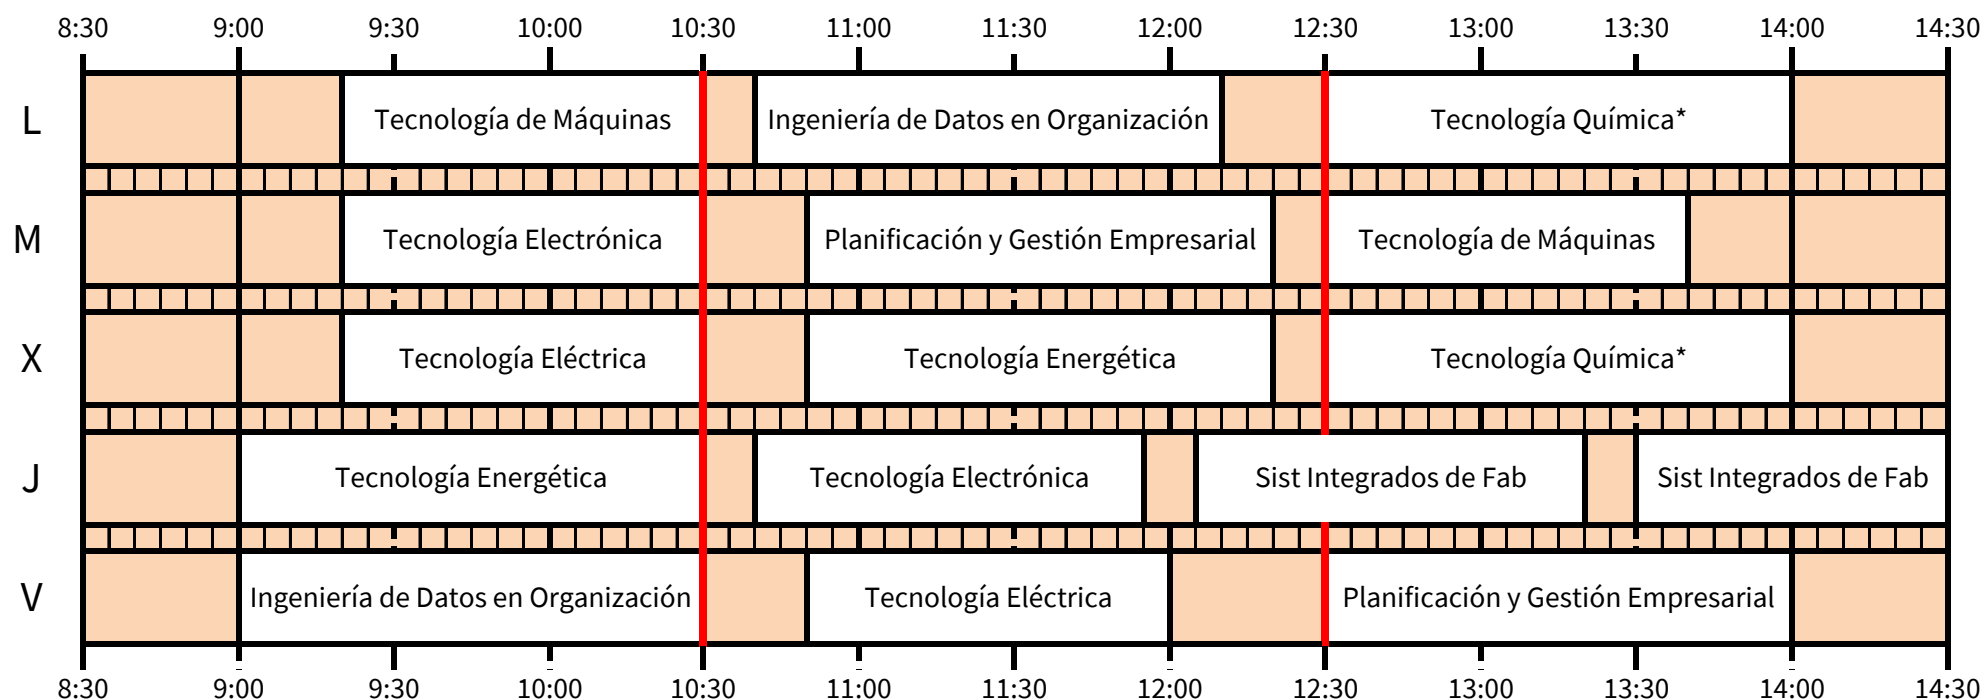 8:30 9:00 9:30 10:00 10:30 11:00 11:30 12:00 12:30 13:00 13:30 14:00 14:30
L Tecnología de Máquinas Ingeniería de Datos en Organización Tecnología Química*
M Tecnología Electrónica Planificación y Gestión Empresarial Tecnología de Máquinas
X Tecnología Eléctrica Tecnología Energética Tecnología Química*
J Tecnología Energética Tecnología Electrónica Sist Integrados de Fab Sist Integrados de Fab
V Ingeniería de Datos en Organización Tecnología Eléctrica Planificación y Gestión Empresarial
8:30 9:00 9:30 10:00 10:30 11:00 11:30 12:00 12:30 13:00 13:30 14:00 14:30